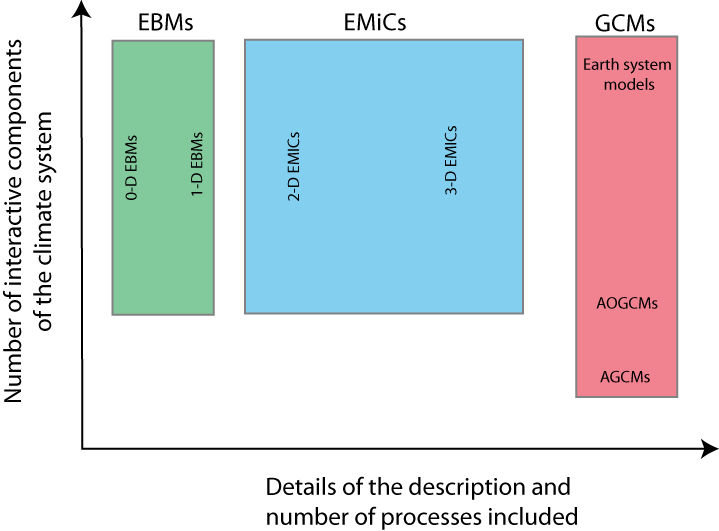 EBMs
EMiCs
GCMs
Number of interactive components
of the climate system
0-D EBMs
1-D EBMs
2-D EMICs
3-D EMICs
Earth system
models
AOGCMs
AGCMs
Details of the description and
number of processes included